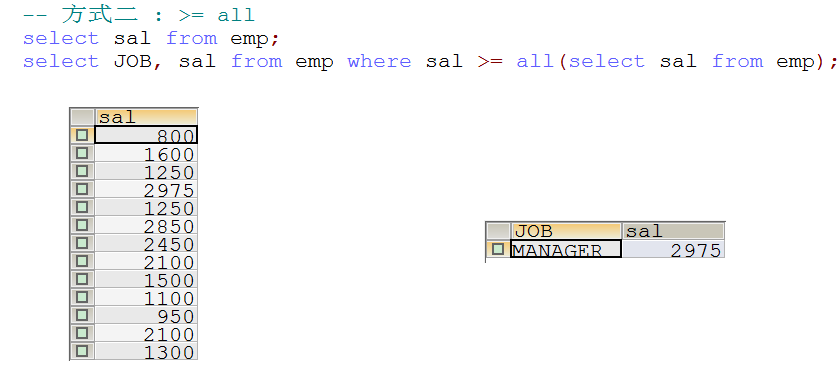 -- 方式二 : >= all
select sal from emp;
select JOB, sal from emp where sal >= all(select sal from emp);
sal
800
1600
1250
2975
1250
2850
2450
2100
1500
1100
950
2100
1300
JOB sal
MANAGER 2975